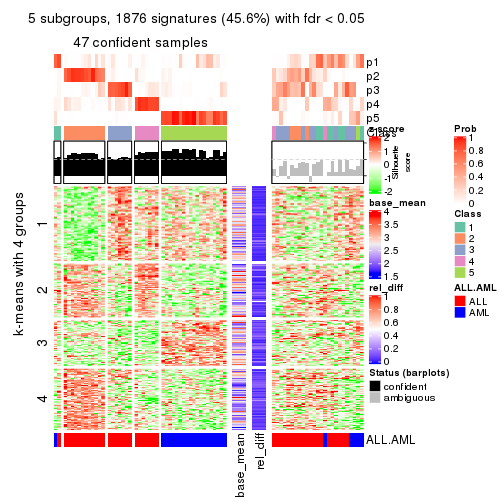 5 subgroups, 1876 signatures (45.6%) with fdr < 0.05
47 confident samples
p1
p2
p3
p4
p5
Class
Silhouette
score
k-means with 4 groups
1
2
3
4
base_mean
rel_diff
ALL.AML
z-score
2
1
0
-1
-2
base_mean
4
3.5
3
2.5
2
1.5
rel_diff
1
0.8
0.6
0.4
0.2
0
Status (barplots)
confident
ambiguous
Prob
1
0.8
0.6
0.4
0.2
0
Class
1
2
3
4
5
ALL.AML
ALL
AML